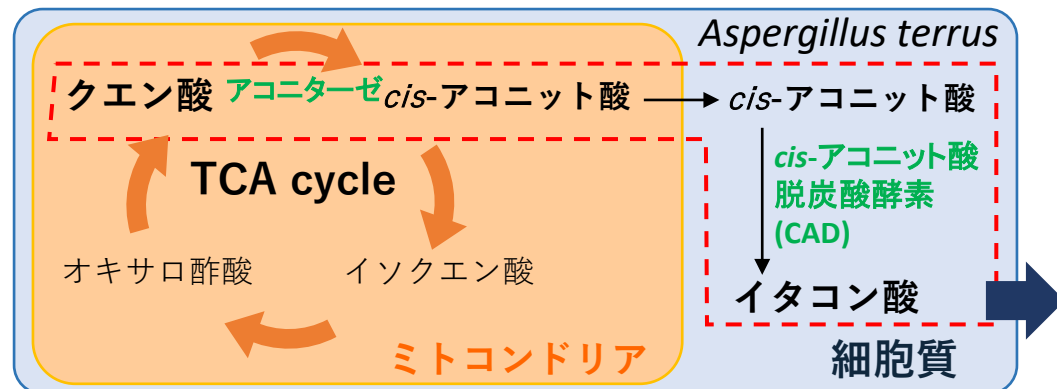 Aspergillus terrus
クエン酸 アコニターゼ cis-アコニット酸 cis-アコニット酸
TCA cycle
cis-アコニット酸
脱炭酸酵素
(CAD)
オキサロ酢酸 イソクエン酸
イタコン酸
ミトコンドリア 細胞質